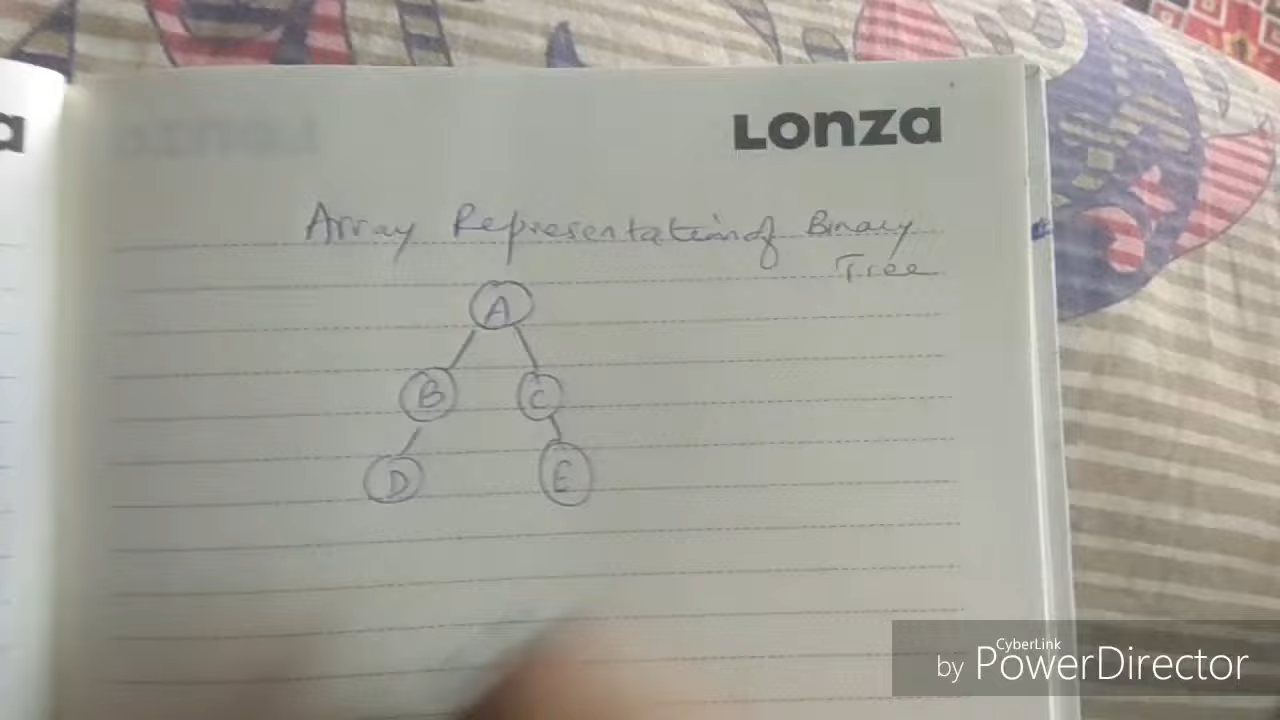 a
Lonza
Array Representation of Binary
Tree
A
B C
D E
CyberLink
by PowerDirector